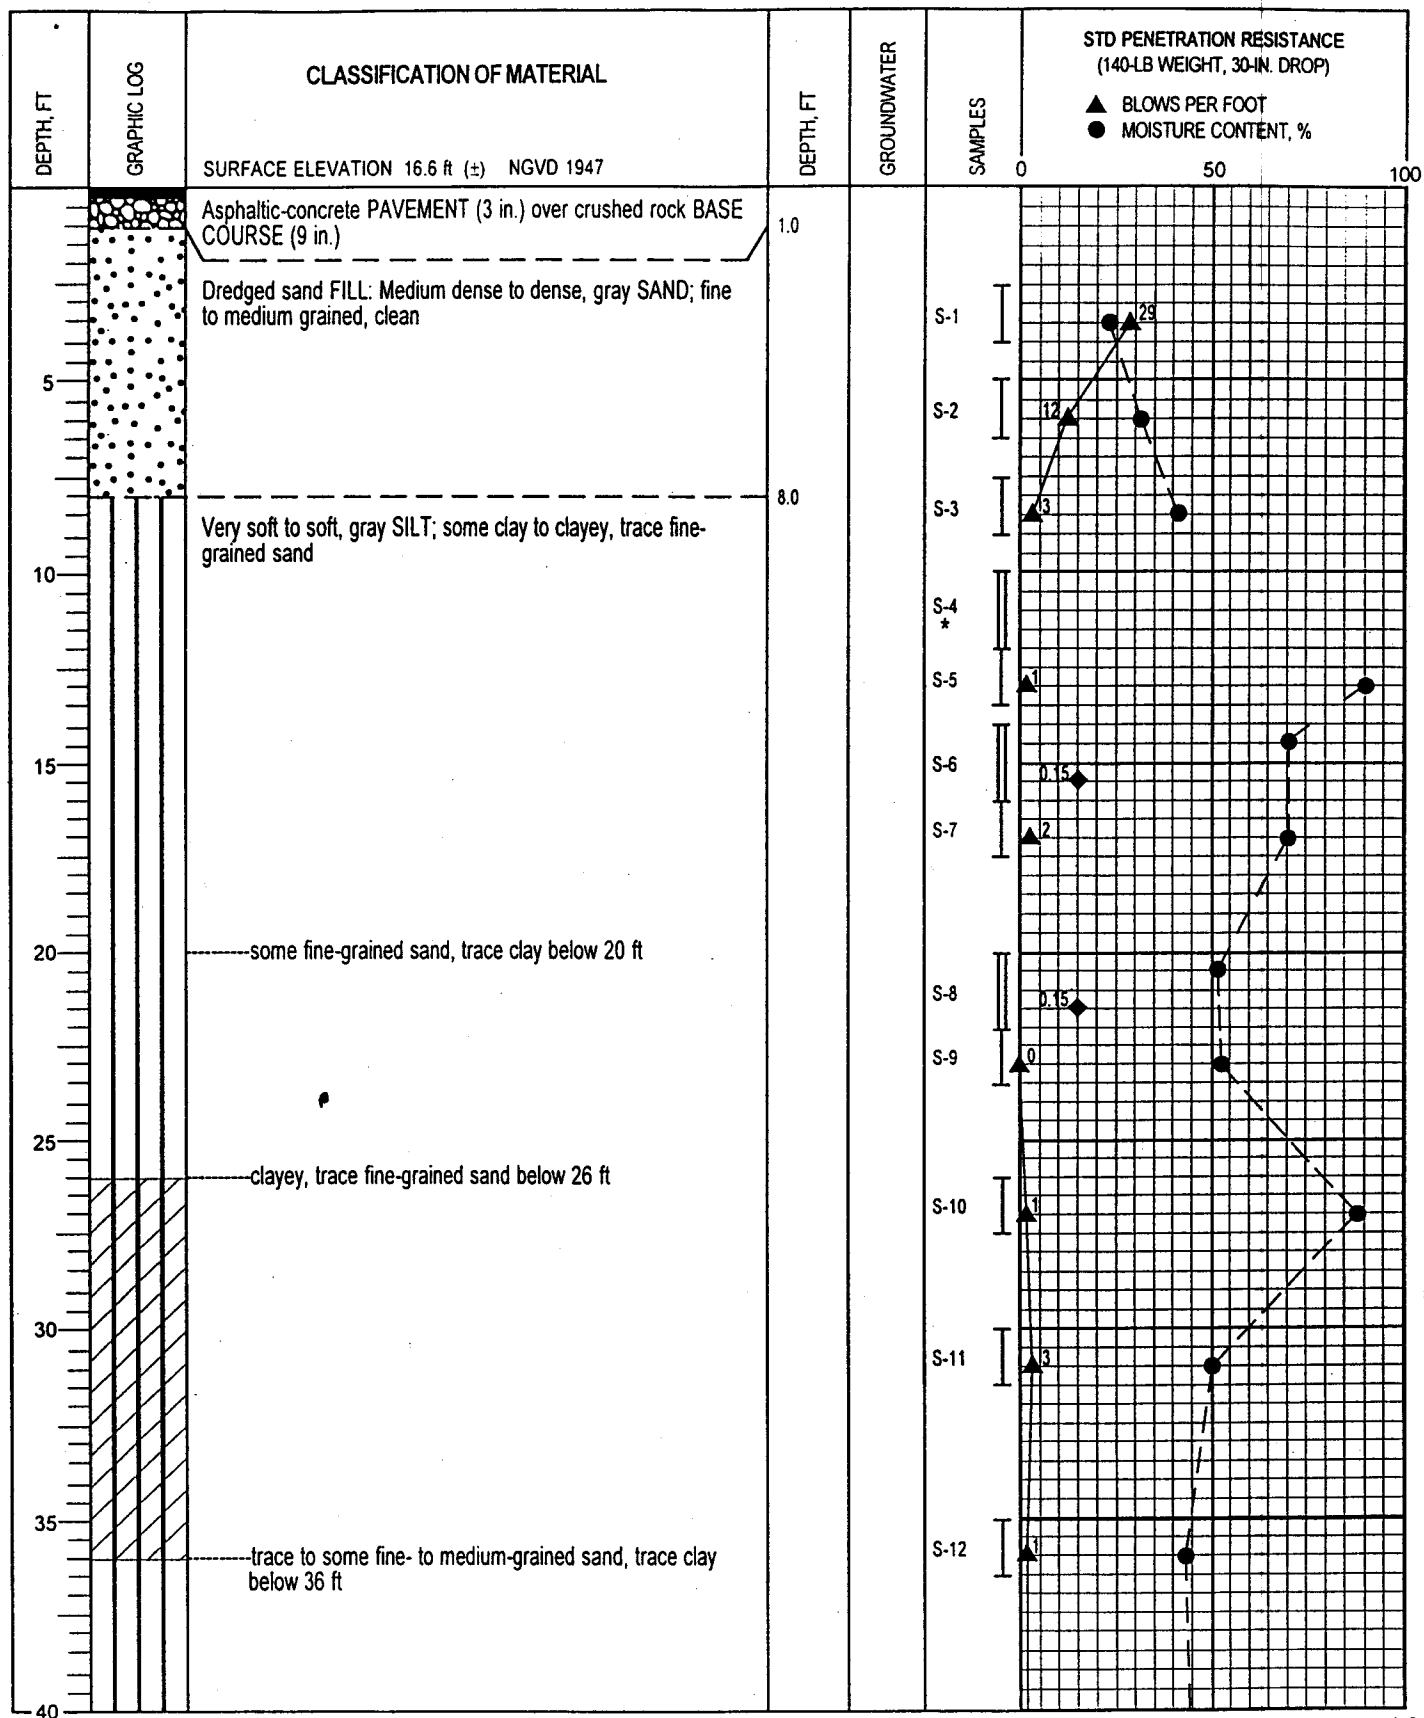 DEPTH, FT
GRAPHIC LOG
CLASSIFICATION OF MATERIAL
SURFACE ELEVATION 16.6 ft (±) NGVD 1947
DEPTH, FT
GROUNDWATER
SAMPLES
STD PENETRATION RESISTANCE
(140-LB WEIGHT, 30-IN. DROP)
▲ BLOWS PER FOOT
● MOISTURE CONTENT, %
0 50 100
Asphaltic-concrete PAVEMENT (3 in.) over crushed rock BASE
COURSE (9 in.)
1.0
Dredged sand FILL: Medium dense to dense, gray SAND; fine
to medium grained, clean
S-1
29
5
S-2
12
8.0
S-3
3
Very soft to soft, gray SILT; some clay to clayey, trace fine-
grained sand
10
S-4
*
S-5
1
15
S-6
0.15
S-7
2
20
some fine-grained sand, trace clay below 20 ft
S-8
0.15
S-9
0
25
clayey, trace fine-grained sand below 26 ft
S-10
1
30
S-11
3
35
S-12
1
trace to some fine- to medium-grained sand, trace clay
below 36 ft
40